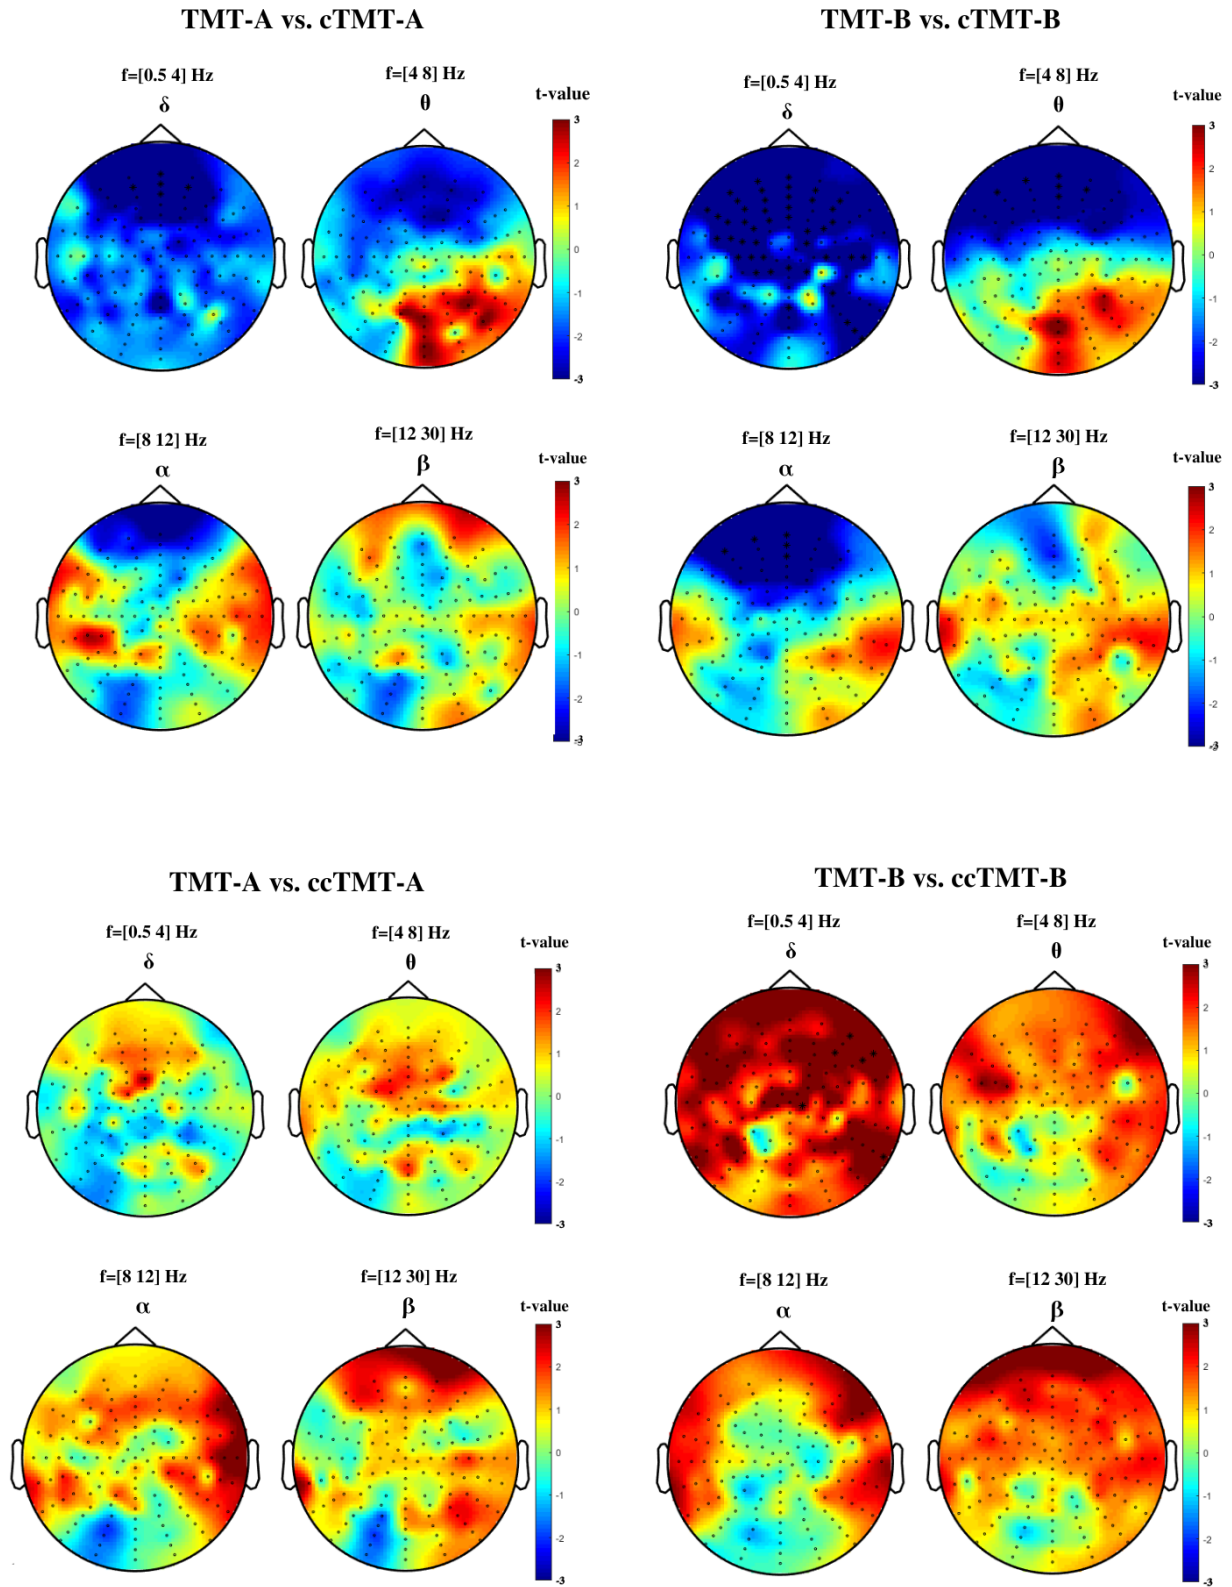 TMT-A vs. cTMT-A
f=[0.5 4] Hz
δ
f=[4 8] Hz
θ
t-value
3
2
1
0
-1
-2
-3
f=[8 12] Hz
α
f=[12 30] Hz
β
t-value
3
2
1
0
-1
-2
-3
TMT-B vs. cTMT-B
f=[0.5 4] Hz
δ
f=[4 8] Hz
θ
t-value
3
2
1
0
-1
-2
-3
f=[8 12] Hz
α
f=[12 30] Hz
β
t-value
3
2
1
0
-1
-2
-3
TMT-A vs. ccTMT-A
f=[0.5 4] Hz
δ
f=[4 8] Hz
θ
t-value
3
2
1
0
-1
-2
-3
f=[8 12] Hz
α
f=[12 30] Hz
β
t-value
3
2
1
0
-1
-2
-3
TMT-B vs. ccTMT-B
f=[0.5 4] Hz
δ
f=[4 8] Hz
θ
t-value
3
2
1
0
-1
-2
-3
f=[8 12] Hz
α
f=[12 30] Hz
β
t-value
3
2
1
0
-1
-2
-3